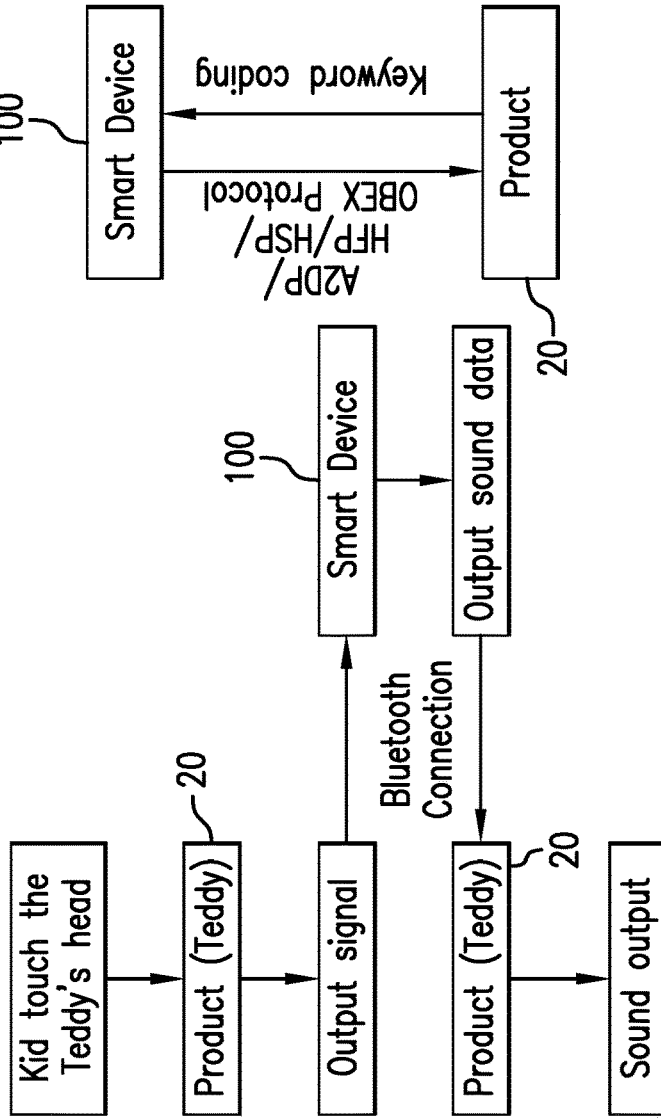 Kid touch the
Teddy's head
Product (Teddy)
20
Output signal
100
Smart Device
Output sound data
Bluetooth
Connection
Product (Teddy)
20
Sound output
100
Smart Device
A2DP/
HFP/HSP/
OBEX Protocol
Keyword coding
Product
20